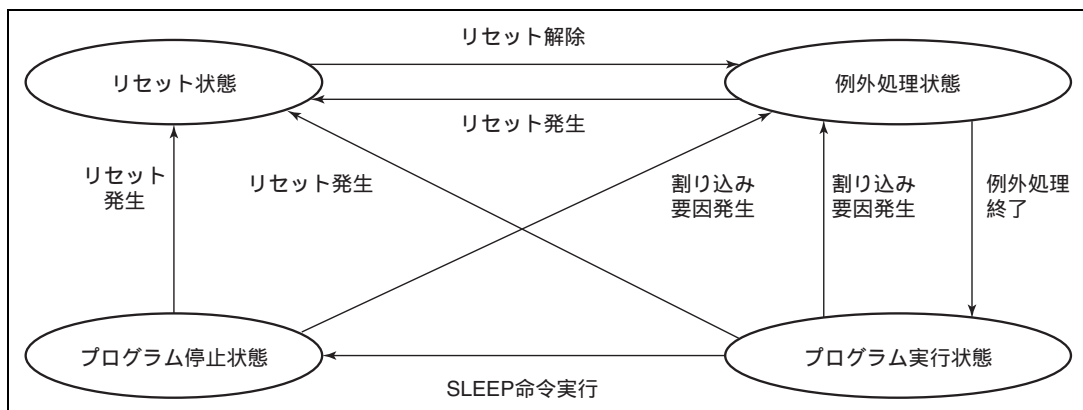 リセット解除
リセット状態
例外処理状態
リセット発生
リセット
発生
リセット発生
割り込み
要因発生
割り込み
要因発生
例外処理
終了
プログラム停止状態
プログラム実行状態
SLEEP命令実行